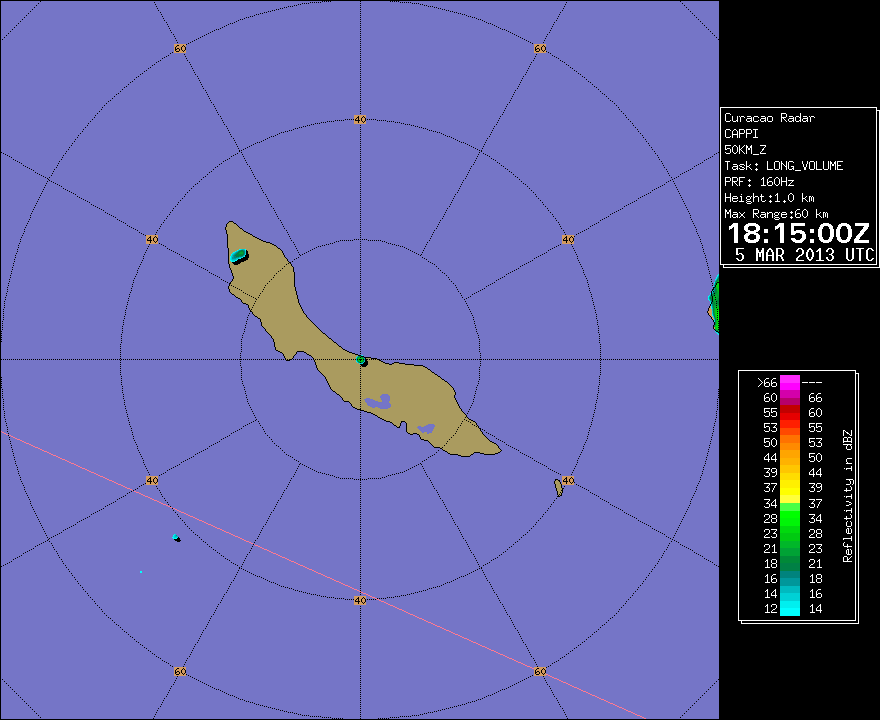 60
60
40
40
40
40
40
40
60
60
Curacao Radar
CAPPI
50KM_Z
Task: LONG_VOLUME
PRF: 160Hz
Height:1.0 km
Max Range:60 km
18:15:00Z
5 MAR 2013 UTC
>66 ---
60 66
55 60
53 55
50 53
44 50
39 44
37 39
34 37
28 34
23 28
21 23
18 21
16 18
14 16
12 14
Reflectivity in dBZ